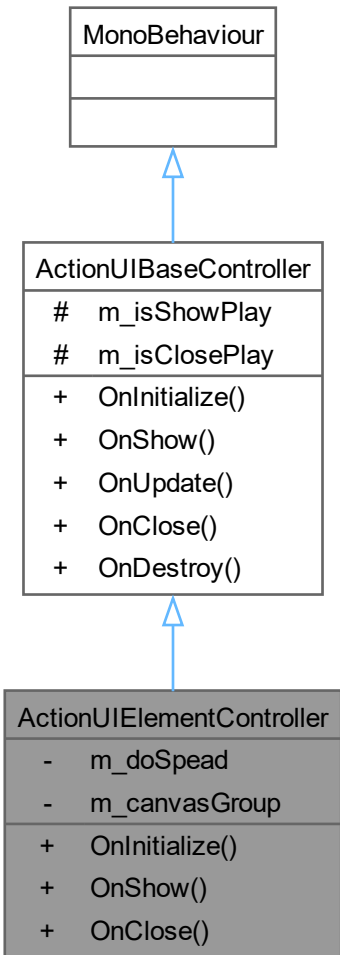 MonoBehaviour
ActionUIBaseController
# m_isShowPlay
# m_isClosePlay
+ OnInitialize()
+ OnShow()
+ OnUpdate()
+ OnClose()
+ OnDestroy()
ActionUIElementController
- m_doSpead
- m_canvasGroup
+ OnInitialize()
+ OnShow()
+ OnClose()